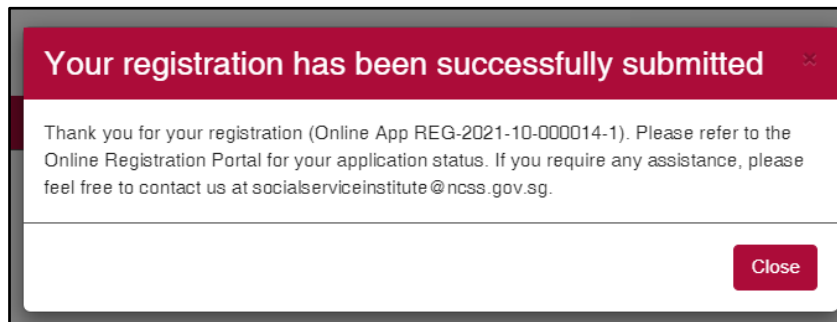 Your registration has been successfully submitted ×
Thank you for your registration (Online App REG-2021-10-000014-1). Please refer to the
Online Registration Portal for your application status. If you require any assistance, please
feel free to contact us at socialserviceinstitute@ncss.gov.sg.
Close